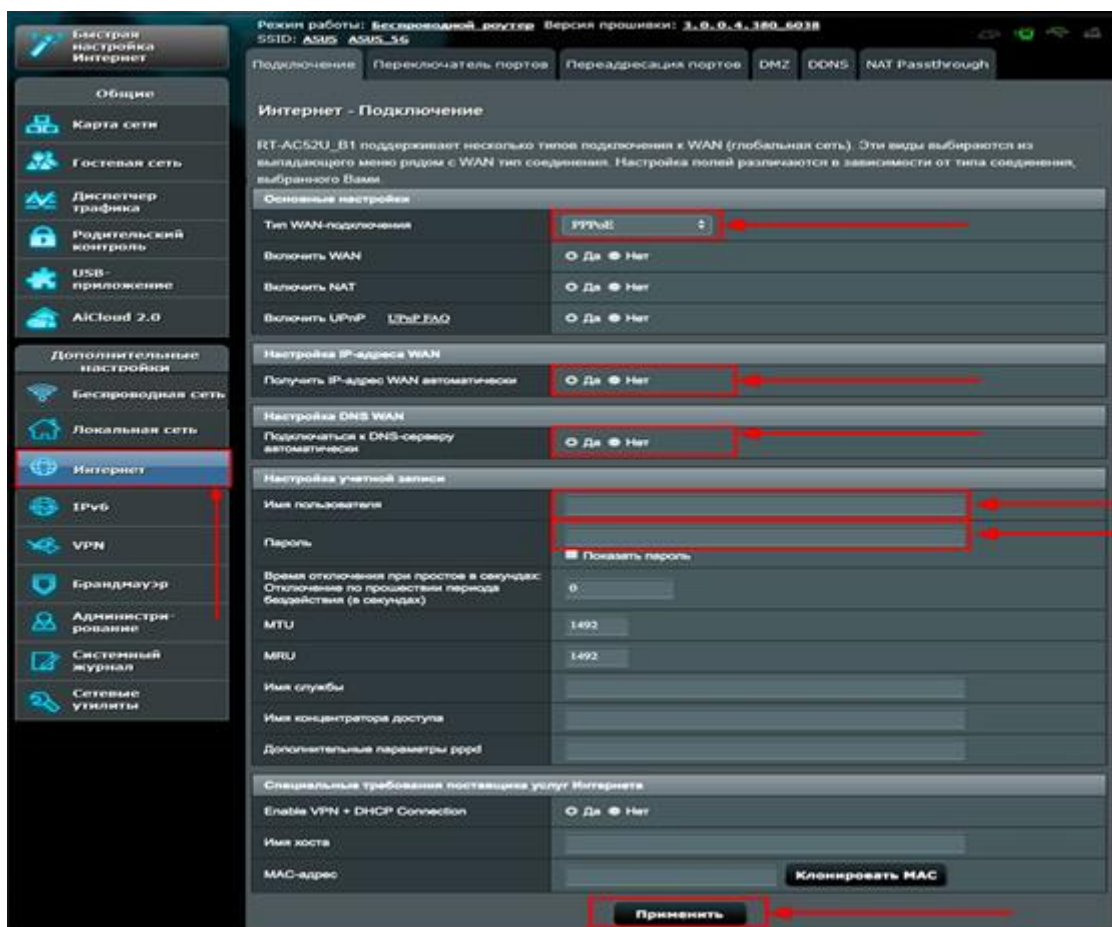 Быстрая
настройка
Интернет
Общие
Карта сети
Гостевая сеть
Диспетчер
трафика
Родительский
контроль
USB-
приложение
AiCloud 2.0
Дополнительные
настройки
Беспроводная сеть
Локальная сеть
Интернет
IPv6
VPN
Брандмауэр
Администри-
рование
Системный
журнал
Сетевые
утилиты
Режим работы: Беспроводной роутер Версия прошивки: 3.0.0.4.380_6038
SSID: ASUS ASUS_5G
Подключение Переключатель портов Переадресация портов DMZ DDNS NAT Passthrough
Интернет - Подключение
RT-AC52U_B1 поддерживает несколько типов подключения к WAN (глобальная сеть). Эти виды выбираются из
выпадающего меню рядом с WAN тип соединения. Настройка полей различаются в зависимости от типа соединения,
выбранного Вами.
Основные настройки
Тип WAN-подключения PPPoE
Включить WAN Да Нет
Включить NAT Да Нет
Включить UPnP UPnP FAQ Да Нет
Настройка IP-адреса WAN
Получить IP-адрес WAN автоматически Да Нет
Настройка DNS WAN
Подключаться к DNS-серверу
автоматически Да Нет
Настройка учетной записи
Имя пользователя
Пароль
Показать пароль
Время отключения при простое в секундах:
Отключение по прошествии периода
бездействия (в секундах) 0
MTU 1492
MRU 1492
Имя службы
Имя концентратора доступа
Дополнительные параметры pppd
Специальные требования поставщика услуг Интернета
Enable VPN + DHCP Connection Да Нет
Имя хоста
MAC-адрес Клонировать MAC
Применить